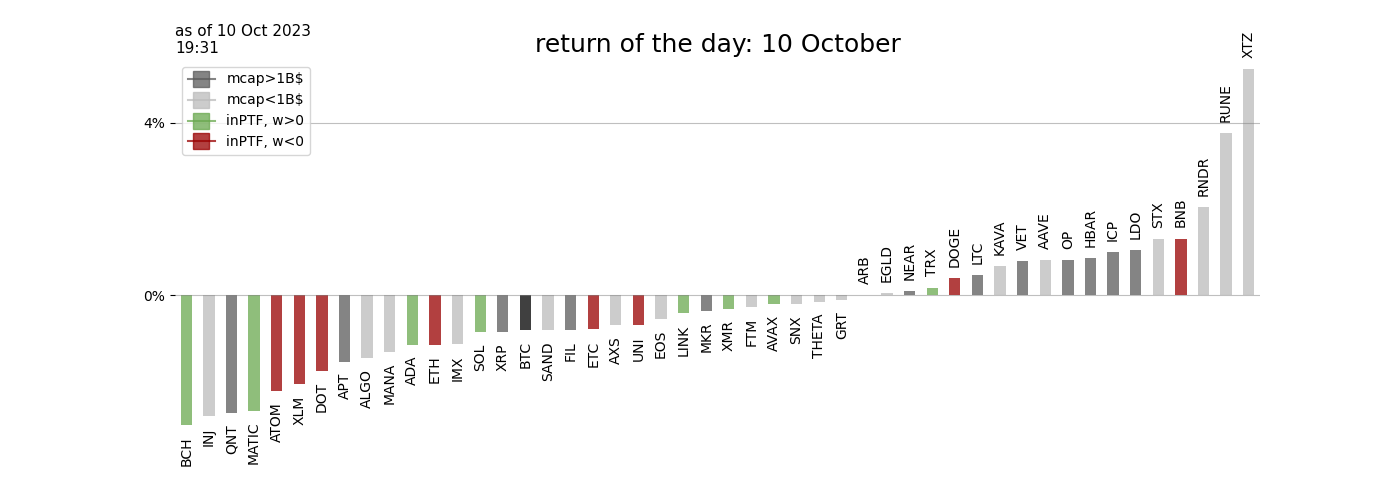 as of 10 Oct 2023
19:31
return of the day: 10 October
mcap>1B$
mcap<1B$
inPTF, w>0
inPTF, w<0
4%
0%
BCH
INJ
QNT
MATIC
ATOM
XLM
DOT
APT
ALGO
MANA
ADA
ETH
IMX
SOL
XRP
BTC
SAND
FIL
ETC
AXS
UNI
EOS
LINK
MKR
XMR
FTM
AVAX
SNX
THETA
GRT
ARB
EGLD
NEAR
TRX
DOGE
LTC
KAVA
VET
AAVE
OP
HBAR
ICP
LDO
STX
BNB
RNDR
RUNE
XTZ